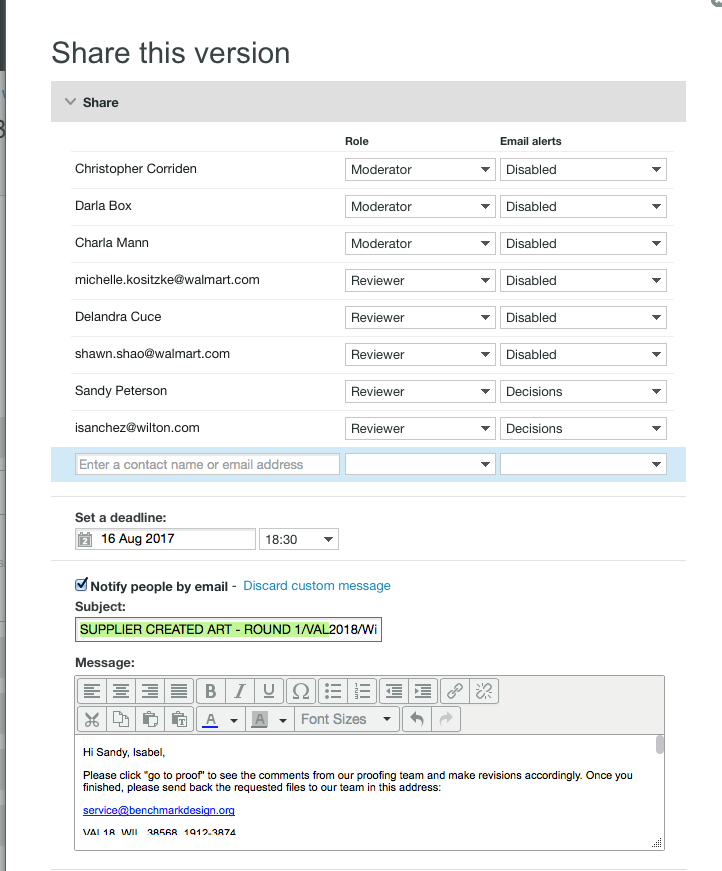 Share this version
Share
Role Email alerts
Christopher Corriden Moderator Disabled
Darla Box Moderator Disabled
Charla Mann Moderator Disabled
michelle.kositzke@walmart.com Reviewer Disabled
Delandra Cuce Reviewer Disabled
shawn.shao@walmart.com Reviewer Disabled
Sandy Peterson Reviewer Decisions
isanchez@wilton.com Reviewer Decisions
Enter a contact name or email address
Set a deadline:
16 Aug 2017 18:30
Notify people by email - Discard custom message
Subject:
SUPPLIER CREATED ART - ROUND 1/VAL2018/Wi
Message:
B I U Ω
A A Font Sizes
Hi Sandy, Isabel,
Please click "go to proof" to see the comments from our proofing team and make revisions accordingly. Once you
finished, please send back the requested files to our team in this address:
service@benchmarkdesign.org
VAL18_WIL_38568_1912-3874